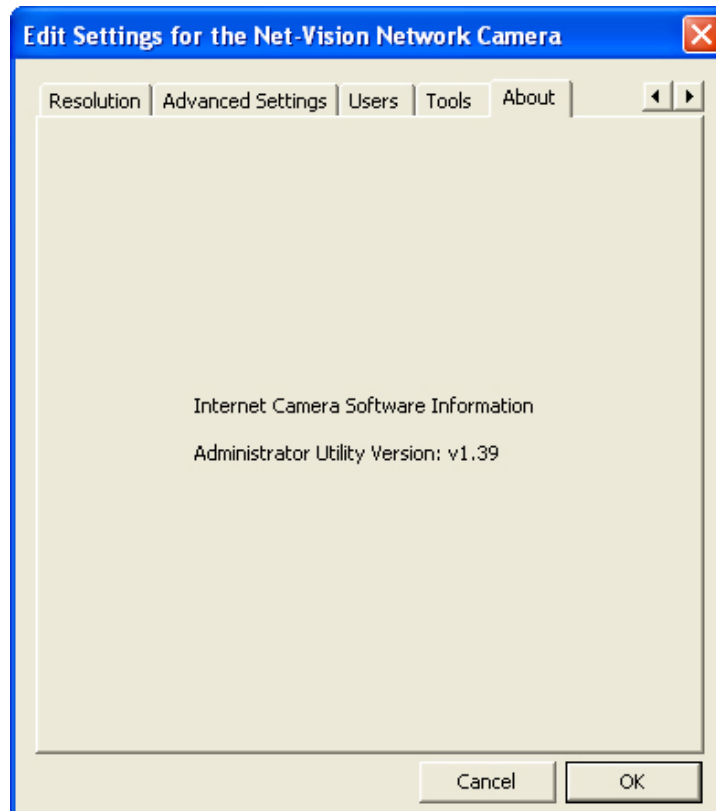 Edit Settings for the Net-Vision Network Camera
Resolution Advanced Settings Users Tools About
Internet Camera Software Information
Administrator Utility Version: v1.39
Cancel OK